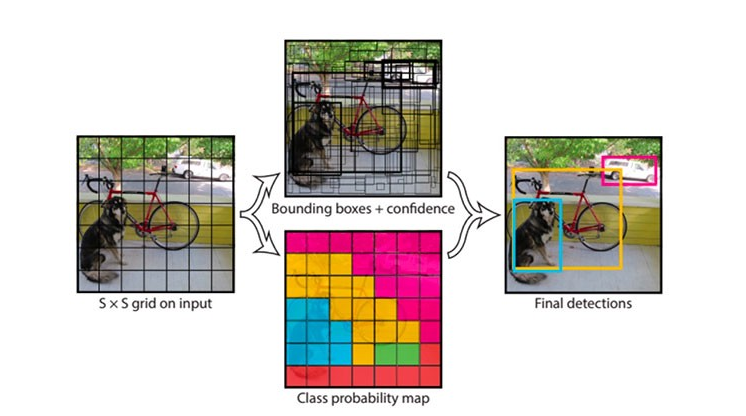 Bounding boxes + confidence
S × S grid on input
Final detections
Class probability map